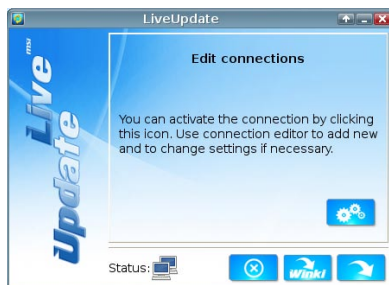 LiveUpdate
msi
Live
Update
Edit connections
You can activate the connection by clicking
this icon. Use connection editor to add new
and to change settings if necessary.
Status:
Winki